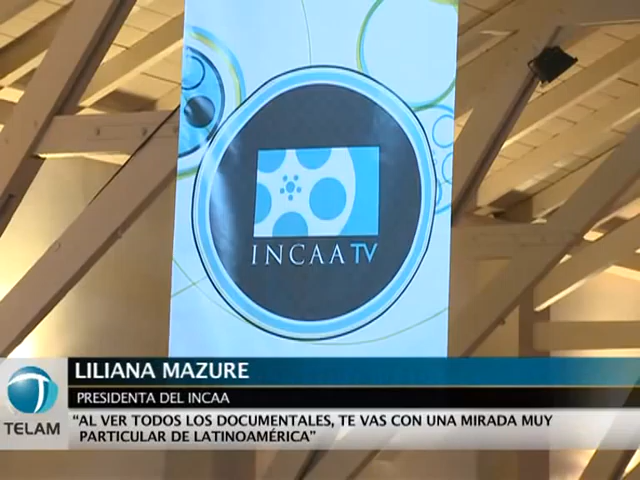 INCAA TV
LILIANA MAZURE
PRESIDENTA DEL INCAA
TELAM
“AL VER TODOS LOS DOCUMENTALES, TE VAS CON UNA MIRADA MUY
PARTICULAR DE LATINOAMÉRICA”